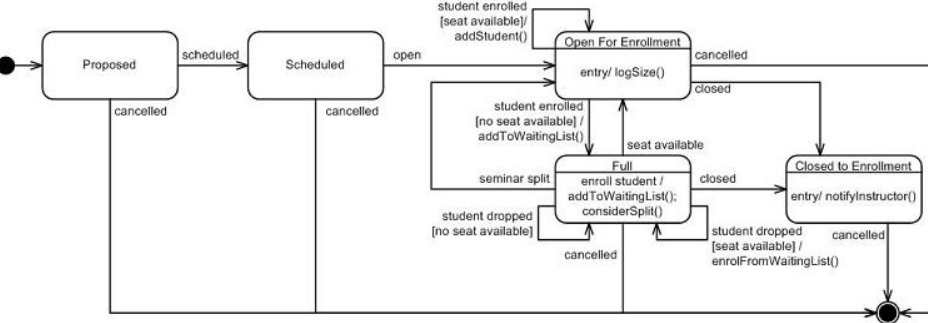 student enrolled
[seat available]/
addStudent()
Proposed
scheduled
Scheduled
open
Open For Enrollment
entry/ logSize()
cancelled
closed
cancelled
cancelled
student enrolled
[no seat available] /
addToWaitingList()
seat available
seminar split
Full
enroll student /
addToWaitingList();
considerSplit()
closed
Closed to Enrollment
entry/ notifyInstructor()
student dropped
[no seat available]
cancelled
student dropped
[seat available] /
enrolFromWaitingList()
cancelled